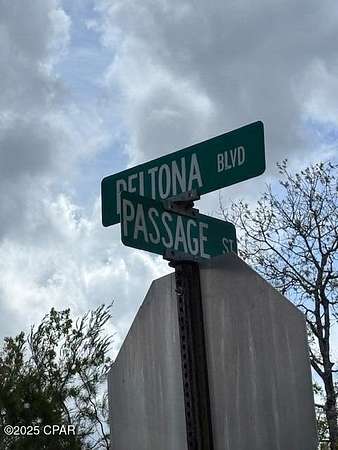 DELTONA BLVD
PASSAGE ST
©2025 CPAR